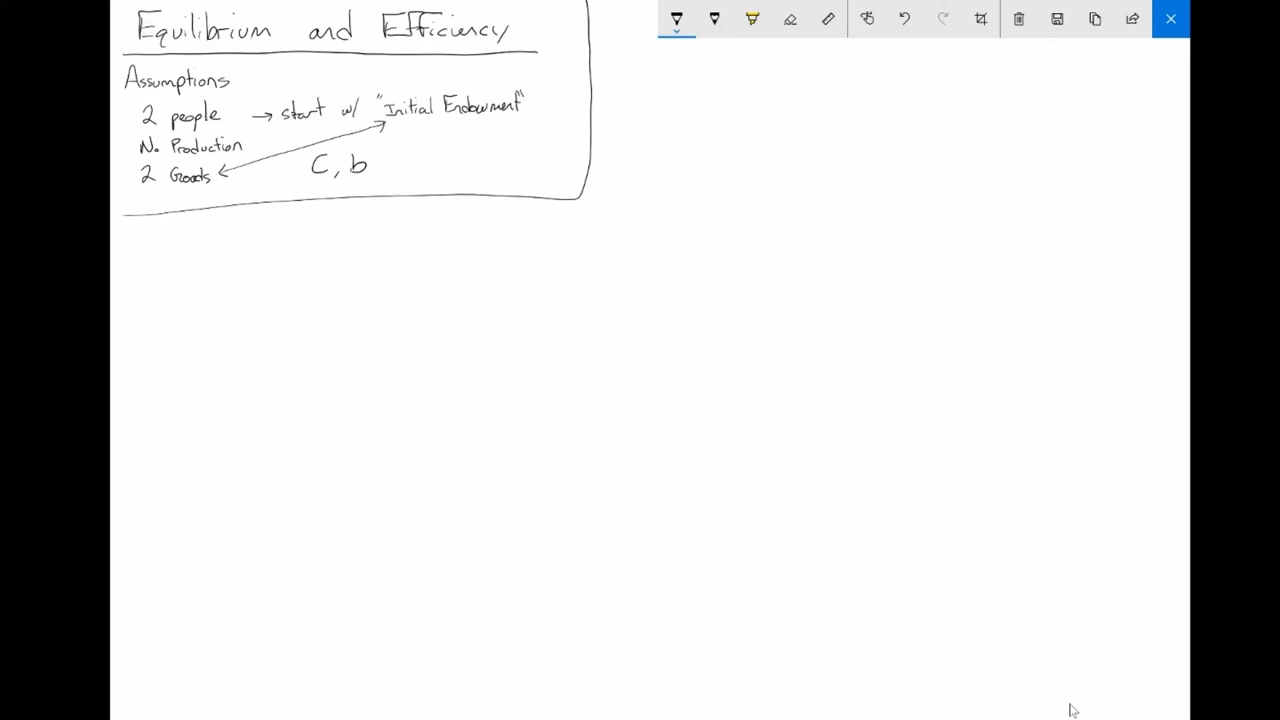 Equilibrium and Efficiency
Assumptions
2 people → start w/ "Initial Endowment"
No Production
2 Goods
C, b